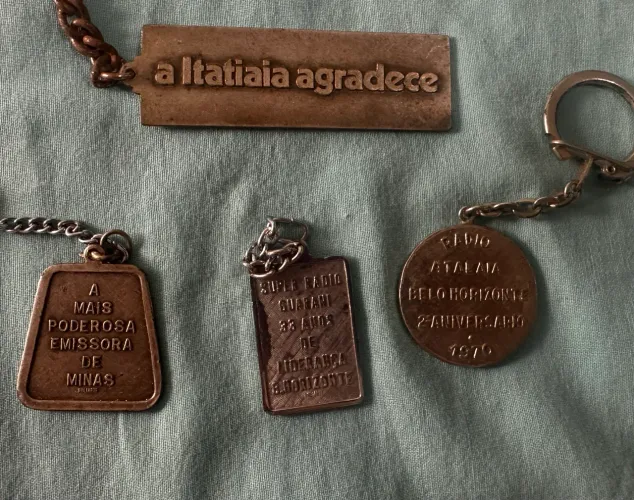 a Itatiaia agradece
A
MAIS
PODEROSA
EMISSORA
DE
MINAS
SUPER RADIO
GUARANI
33 ANOS
DE
LIDERANÇA
B.HORIZONTE
RADIO
ATALAIA
BELO HORIZONTE
2º ANIVERSARIO
1970